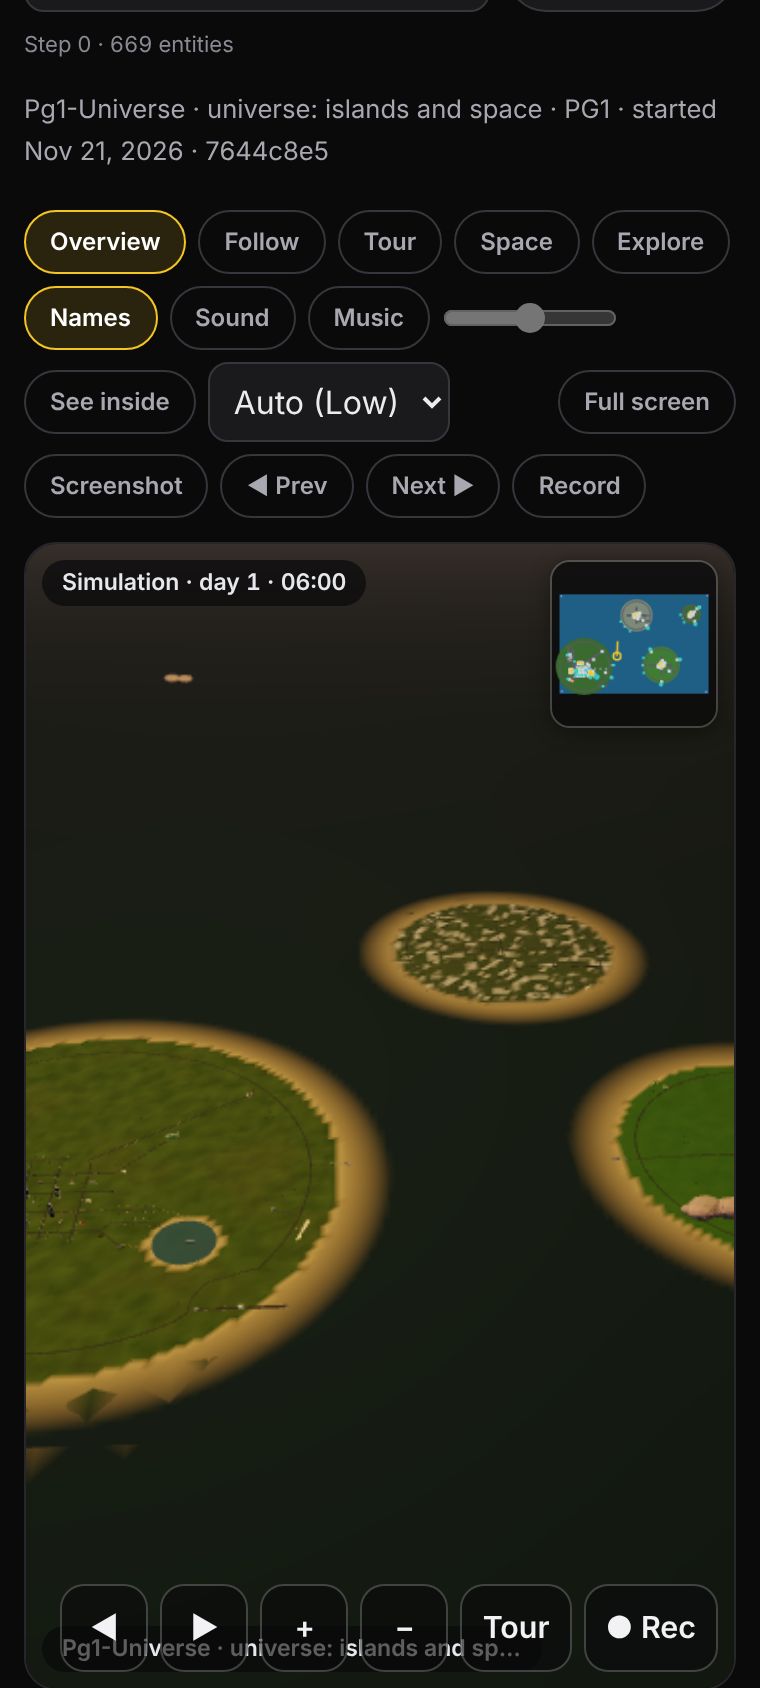 Step 0 · 669 entities
Pg1-Universe · universe: islands and space · PG1 · started
Nov 21, 2026 · 7644c8e5
Overview Follow Tour Space Explore
Names Sound Music
See inside Auto (Low) Full screen
Screenshot ◀ Prev Next ▶ Record
Simulation · day 1 · 06:00
◀ ▶ + − Tour ● Rec
Pg1-Universe · universe: islands and sp...